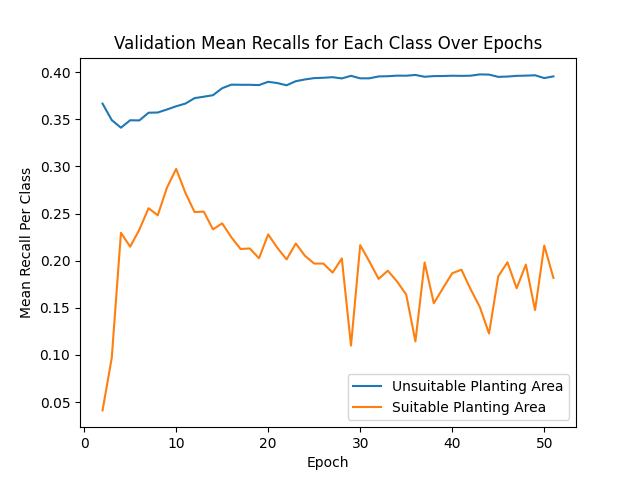 Validation Mean Recalls for Each Class Over Epochs
Mean Recall Per Class
0.40
0.35
0.30
0.25
0.20
0.15
0.10
0.05
Unsuitable Planting Area
Suitable Planting Area
0
10
20
30
40
50
Epoch